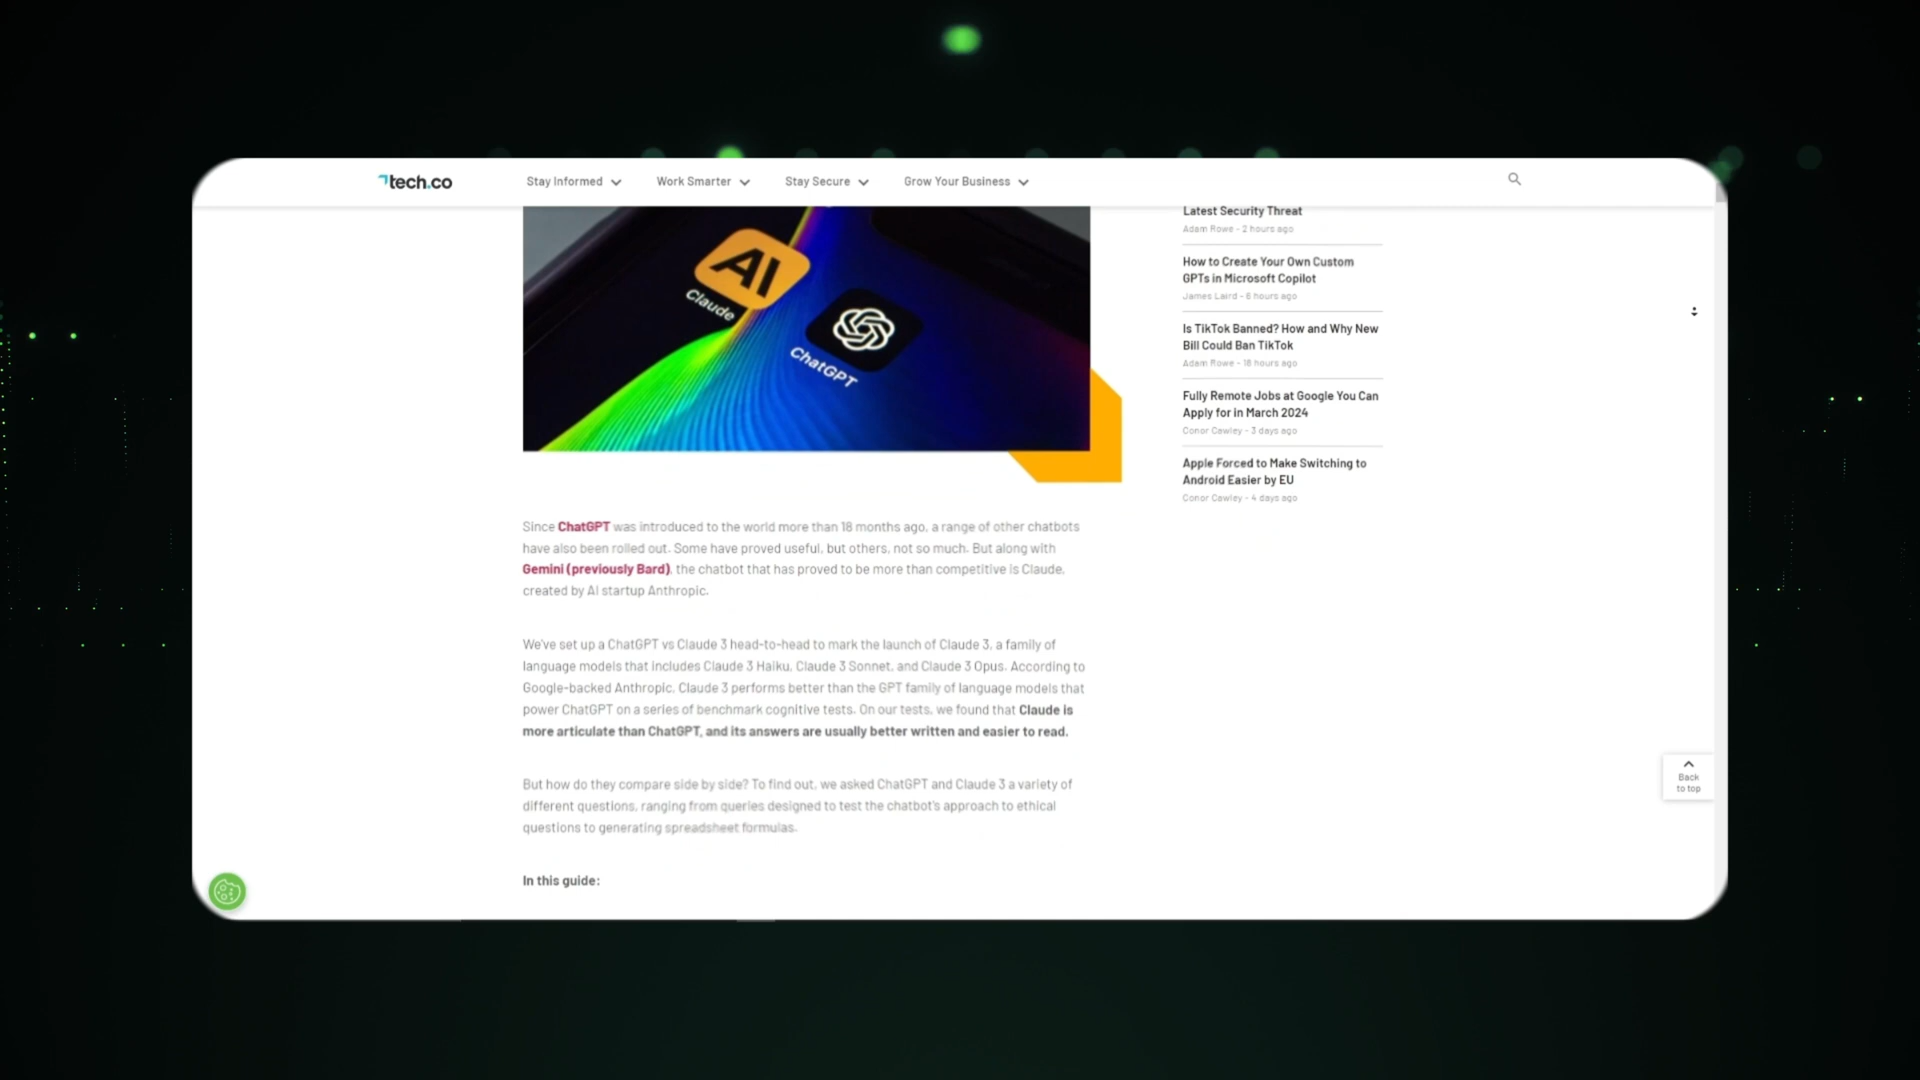 tech.co
Stay Informed
Work Smarter
Stay Secure
Grow Your Business
AI
Claude
ChatGPT
Latest Security Threat
Adam Rowe - 2 hours ago
How to Create Your Own Custom
GPTs in Microsoft Copilot
James Laird - 6 hours ago
Is TikTok Banned? How and Why New
Bill Could Ban TikTok
Adam Rowe - 18 hours ago
Fully Remote Jobs at Google You Can
Apply for in March 2024
Conor Cawley - 3 days ago
Apple Forced to Make Switching to
Android Easier by EU
Conor Cawley - 4 days ago
Since ChatGPT was introduced to the world more than 18 months ago, a range of other chatbots
have also been rolled out. Some have proved useful, but others, not so much. But along with
Gemini (previously Bard), the chatbot that has proved to be more than competitive is Claude,
created by AI startup Anthropic.
We've set up a ChatGPT vs Claude 3 head-to-head to mark the launch of Claude 3, a family of
language models that includes Claude 3 Haiku, Claude 3 Sonnet, and Claude 3 Opus. According to
Google-backed Anthropic, Claude 3 performs better than the GPT family of language models that
power ChatGPT on a series of benchmark cognitive tests. On our tests, we found that Claude is
more articulate than ChatGPT, and its answers are usually better written and easier to read.
But how do they compare side by side? To find out, we asked ChatGPT and Claude 3 a variety of
different questions, ranging from queries designed to test the chatbot's approach to ethical
questions to generating spreadsheet formulas.
In this guide:
Back
to top